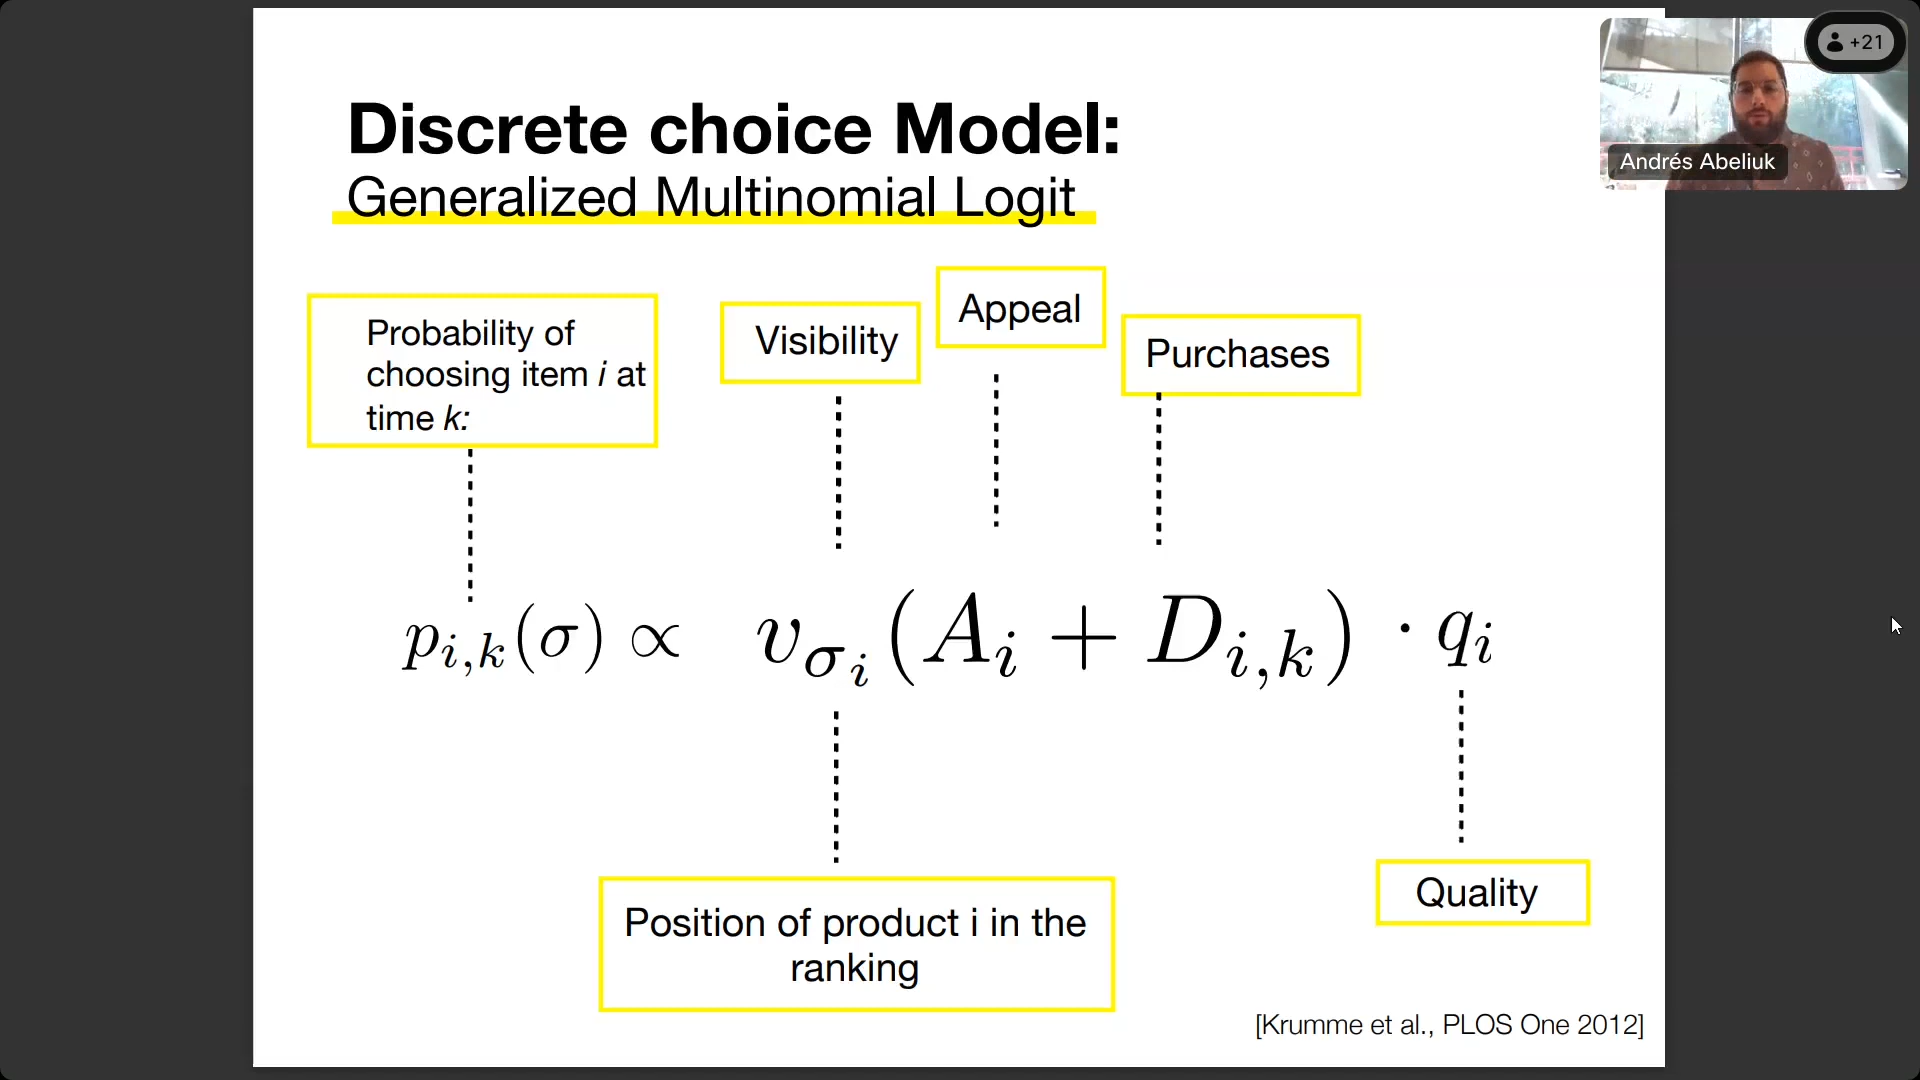 +21
Andrés Abeliuk
Discrete choice Model:
Generalized Multinomial Logit
Probability of
choosing item i at
time k:
Visibility
Appeal
Purchases
p_{i,k}(σ) ∝ v_{σ_i}(A_i + D_{i,k}) · q_i
Position of product i in the
ranking
Quality
[Krumme et al., PLOS One 2012]